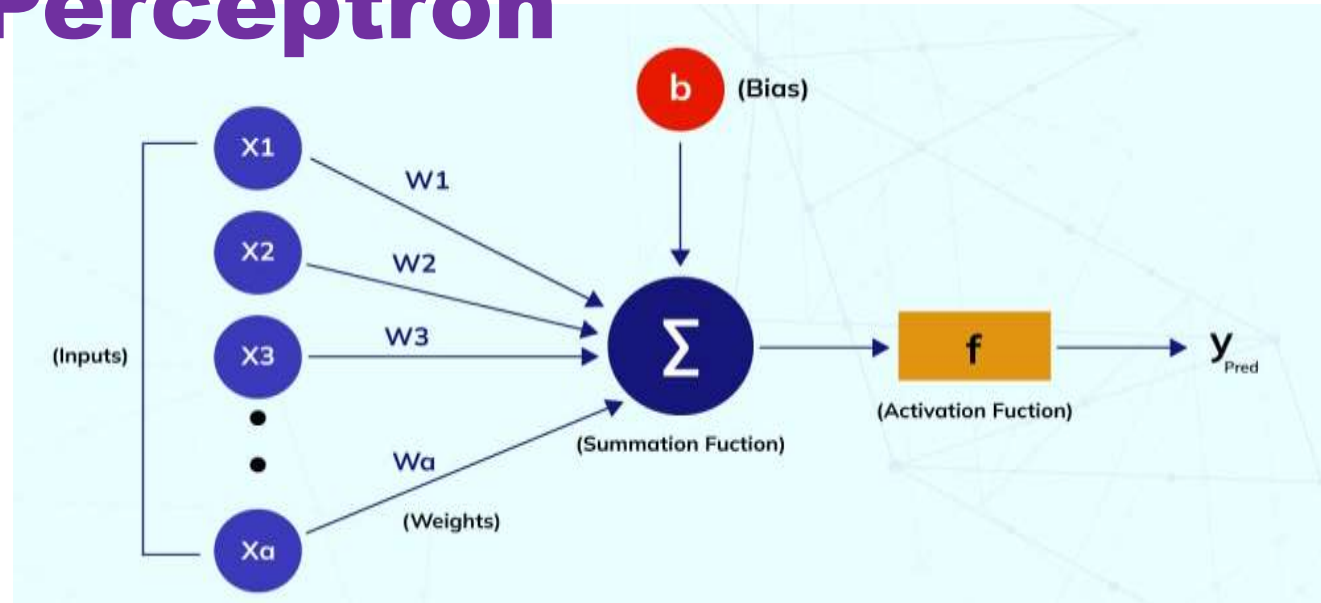 Perceptron
b
(Bias)
X1
W1
X2
W2
(Inputs)
X3
W3
Σ
f
y
Pred
(Activation Fuction)
(Summation Fuction)
Wa
(Weights)
Xa